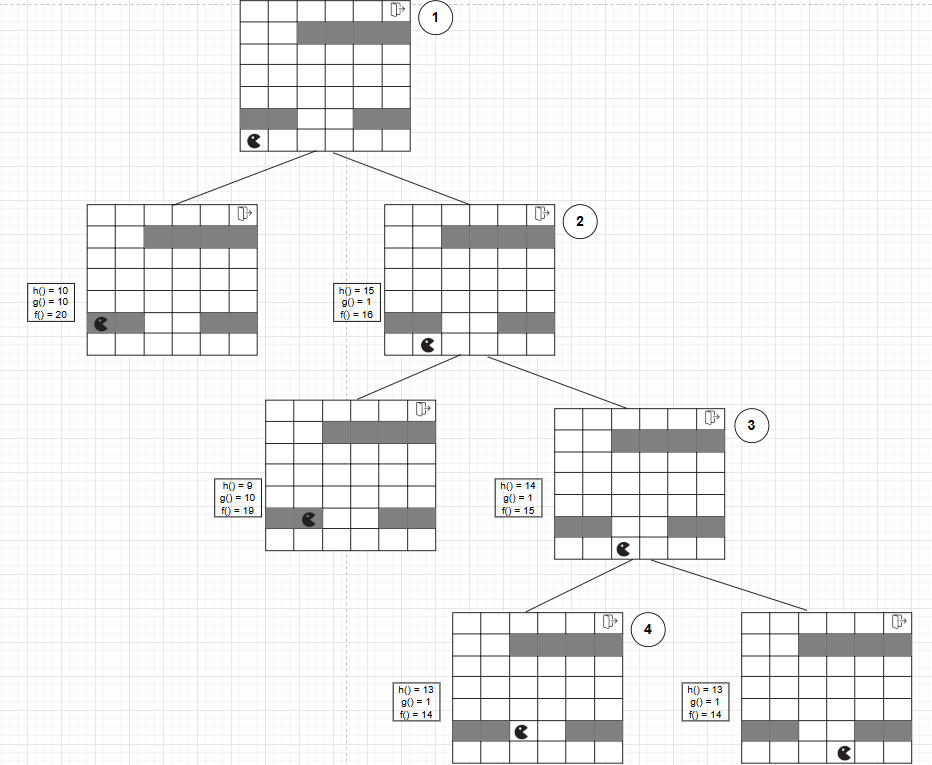 1
2
h() = 10
g() = 10
f() = 20
h() = 15
g() = 1
f() = 16
3
h() = 9
g() = 10
f() = 19
h() = 14
g() = 1
f() = 15
4
h() = 13
g() = 1
f() = 14
h() = 13
g() = 1
f() = 14